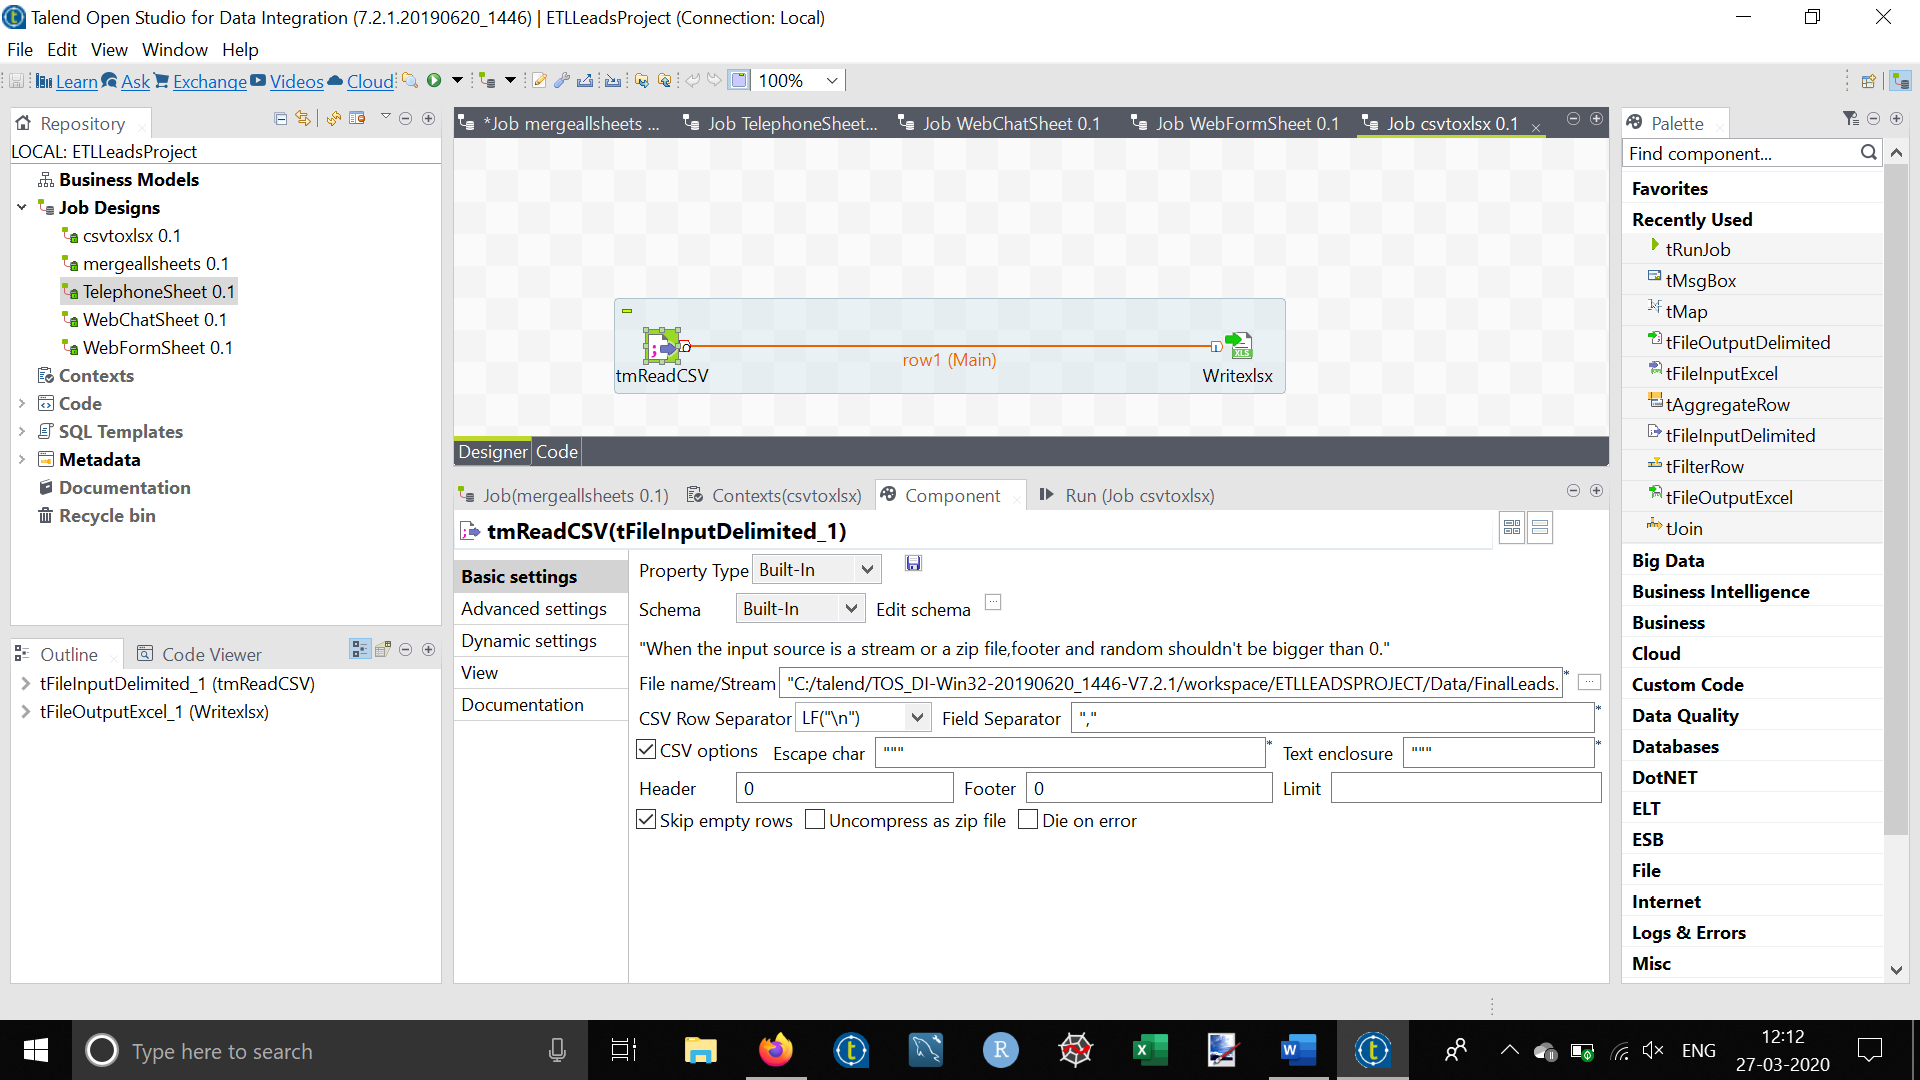 Talend Open Studio for Data Integration (7.2.1.20190620_1446) | ETLLeadsProject (Connection: Local)
File Edit View Window Help
Learn Ask Exchange Videos Cloud 100%
Repository
LOCAL: ETLLeadsProject
Business Models
Job Designs
csvtoxlsx 0.1
mergeallsheets 0.1
TelephoneSheet 0.1
WebChatSheet 0.1
WebFormSheet 0.1
Contexts
Code
SQL Templates
Metadata
Documentation
Recycle bin
Outline Code Viewer
tFileInputDelimited_1 (tmReadCSV)
tFileOutputExcel_1 (Writexlsx)
*Job mergeallsheets ... Job TelephoneSheet... Job WebChatSheet 0.1 Job WebFormSheet 0.1 Job csvtoxlsx 0.1
row1 (Main)
tmReadCSV Writexlsx
XLS
Designer Code
Job(mergeallsheets 0.1) Contexts(csvtoxlsx) Component Run (Job csvtoxlsx)
tmReadCSV(tFileInputDelimited_1)
Basic settings
Advanced settings
Dynamic settings
View
Documentation
Property Type Built-In
Schema Built-In Edit schema
"When the input source is a stream or a zip file,footer and random shouldn't be bigger than 0."
File name/Stream "C:/talend/TOS_DI-Win32-20190620_1446-V7.2.1/workspace/ETLLEADSPROJECT/Data/FinalLeads. *
CSV Row Separator LF("\n") Field Separator "," *
CSV options Escape char """ * Text enclosure """ *
Header 0 Footer 0 Limit
Skip empty rows Uncompress as zip file Die on error
Palette
Find component...
Favorites
Recently Used
tRunJob
tMsgBox
tMap
tFileOutputDelimited
tFileInputExcel
tAggregateRow
tFileInputDelimited
tFilterRow
tFileOutputExcel
tJoin
Big Data
Business Intelligence
Business
Cloud
Custom Code
Data Quality
Databases
DotNET
ELT
ESB
File
Internet
Logs & Errors
Misc
Type here to search
ENG
12:12
27-03-2020